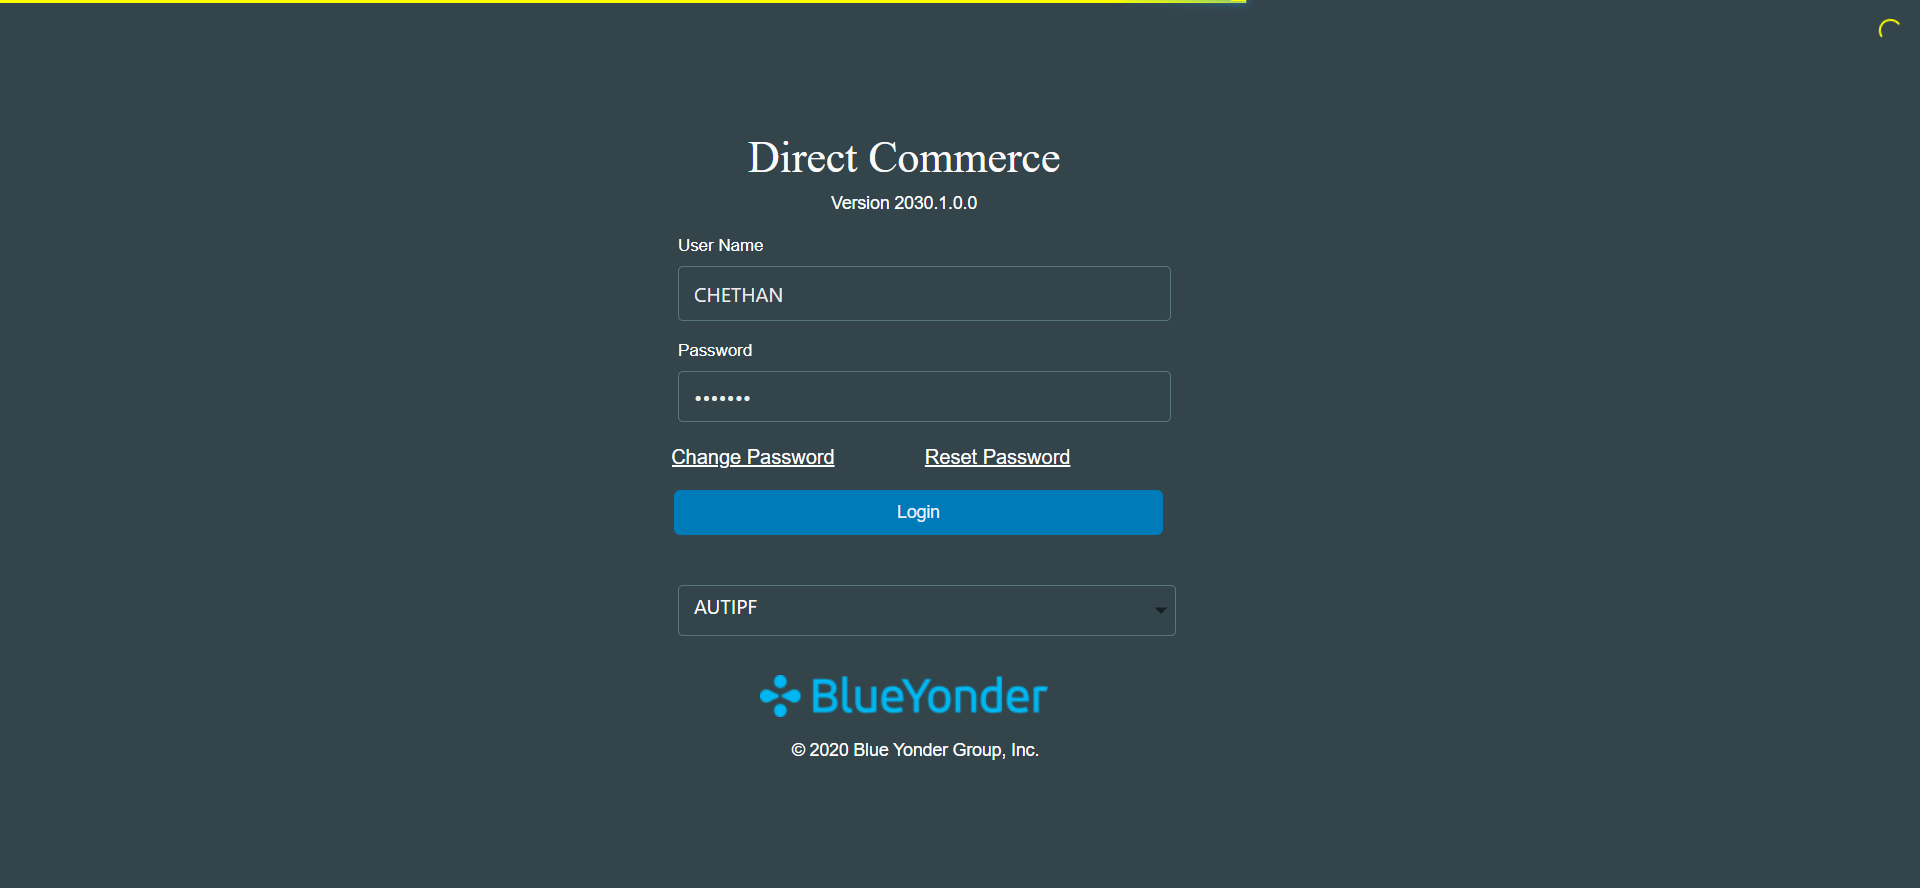 Direct Commerce
Version 2030.1.0.0
User Name
CHETHAN
Password
•••••••
Change Password Reset Password
Login
AUTIPF
BlueYonder
© 2020 Blue Yonder Group, Inc.